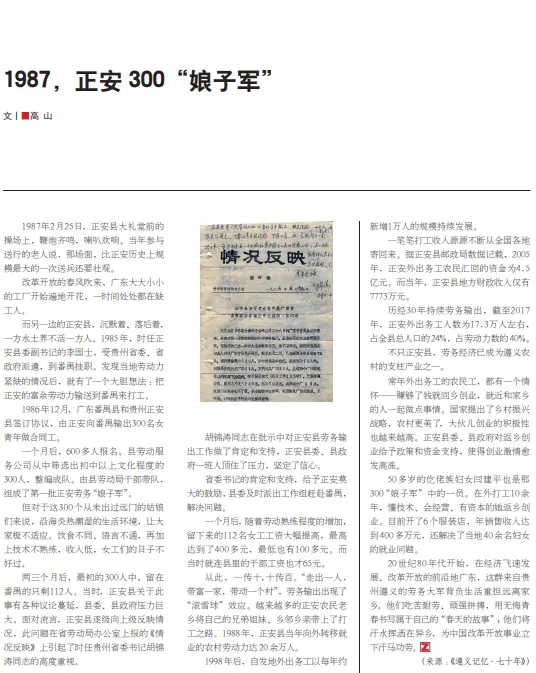 1987，正安 300 “娘子军”
文丨■高 山
1987年2月25日，正安县大礼堂前的
操场上，鞭炮齐鸣，喇叭欢响。当年参与
送行的老人说，那场面，比正安历史上规
模最大的一次送兵还要壮观。
改革开放的春风吹来，广东大大小小
的工厂开始遍地开花，一时间处处都在缺
工人。
而另一边的正安县，沉默着、落后着，
一方水土养不活一方人。1985年，时任正
安县委副书记的李国士，受贵州省委、省
政府派遣，到番禺挂职。发现当地劳动力
紧缺的情况后，就有了一个大胆想法：把
正安的富余劳动力输送到番禺来打工。
1986年12月，广东番禺县和贵州正安
县签订协议，由正安向番禺输出300名女
青年做合同工。
一个月后，600多人报名。县劳动服
务公司从中筛选出初中以上文化程度的
300人，整编成队。由县劳动局干部带队，
组成了第一批正安劳务“娘子军”。
但对于这300个从未出过远门的姑娘
们来说，沿海炎热潮湿的生活环境，让大
家极不适应。饮食不同，语言不通，再加
上技术不熟练，收入低，女工们的日子不
好过。
两三个月后，最初的300人中，留在
番禺的只剩112人。当时，正安县关于此
事有各种议论蔓延，县委、县政府压力巨
大。面对流言，正安县逐级向上级反映情
况，此问题在省劳动局办公室上报的《情
况反映》上引起了时任贵州省委书记胡锦
涛同志的高度重视。
情况反映
胡锦涛同志在批示中对正安县劳务输
出工作做了肯定和支持，正安县委、县政
府一班人顶住了压力，坚定了信心。
省委书记的肯定和支持，给予正安莫
大的鼓励，县委及时派出工作组赶赴番禺，
解决问题。
一个月后，随着劳动熟练程度的增加，
留下来的112名女工工资大幅提高，最高
达到了400多元，最低也有100多元。而
当时就连县里的干部工资也才65元。
从此，一传十，十传百。“走出一人，
带富一家，带动一个村”，劳务输出出现了
“滚雪球”效应。越来越多的正安农民老
乡将自己的兄弟姐妹、乡邻乡亲带上了打
工之路。1988年，正安县当年向外转移就
业的农村劳动力达20余万人。
1998年后，自发地外出务工以每年约
新增1万人的规模持续发展。
一笔笔打工收入源源不断从全国各地
寄回来。据正安县邮政局数据记载，2005
年，正安外出务工农民汇回的资金为4.5
亿元。而当年，正安县地方财政收入仅有
7773万元。
历经30年持续劳务输出，截至2017
年，正安外出务工人数为17.3万人左右，
占全县总人口的24%，占劳动力数的40%。
不只正安县，劳务经济已成为遵义农
村的支柱产业之一。
常年外出务工的农民工，都有一个情
怀——赚够了钱就回乡创业，就近和家乡
的人一起做点事情。国家提出了乡村振兴
战略，农村更美了，大伙儿创业的积极性
也越来越高。正安县委、县政府对返乡创
业给予政策和资金支持，使得创业激情愈
发高涨。
50多岁的仡佬族妇女闫建平也是那
300“娘子军”中的一员。在外打工10余
年，懂技术，会经营，有资本的她返乡创
业。目前开了6个服装店，年销售收入达
到400多万元，还解决了当地40余名妇女
的就业问题。
20世纪80年代开始，在经济飞速发
展、改革开放的前沿地广东，这群来自贵
州遵义的劳务大军背负生活重担远离家
乡。他们吃苦耐劳、顽强拼搏，用无悔青
春书写属于自己的“春天的故事”；他们将
汗水挥洒在异乡，为中国改革开放事业立
下汗马功劳。Z
（来源：《遵义记忆·七十年》）